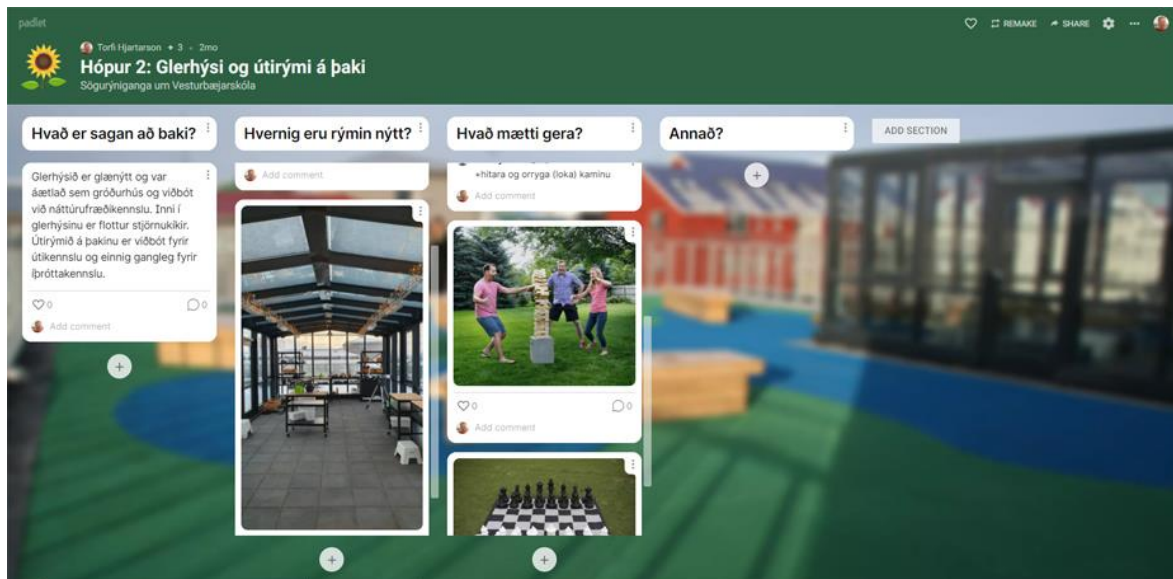 padlet
REMAKE
SHARE
Torfi Hjartarson + 3 • 2mo
Hópur 2: Glerhýsi og útirými á þaki
Sögurýniganga um Vesturbæjarskóla
Hvað er sagan að baki?
Glerhýsið er glænýtt og var
áætlað sem gróðurhús og viðbót
við náttúrufræðikennslu. Inni í
glerhýsinu er flottur stjörnukíkir.
Útirýmið á þakinu er viðbót fyrir
útikennslu og einnig gangleg fyrir
íþróttakennslu.
0
0
Add comment
Hvernig eru rýmin nýtt?
Add comment
Hvað mætti gera?
+hitara og orryga (loka) kaminu
Add comment
0
0
Add comment
Annað?
ADD SECTION